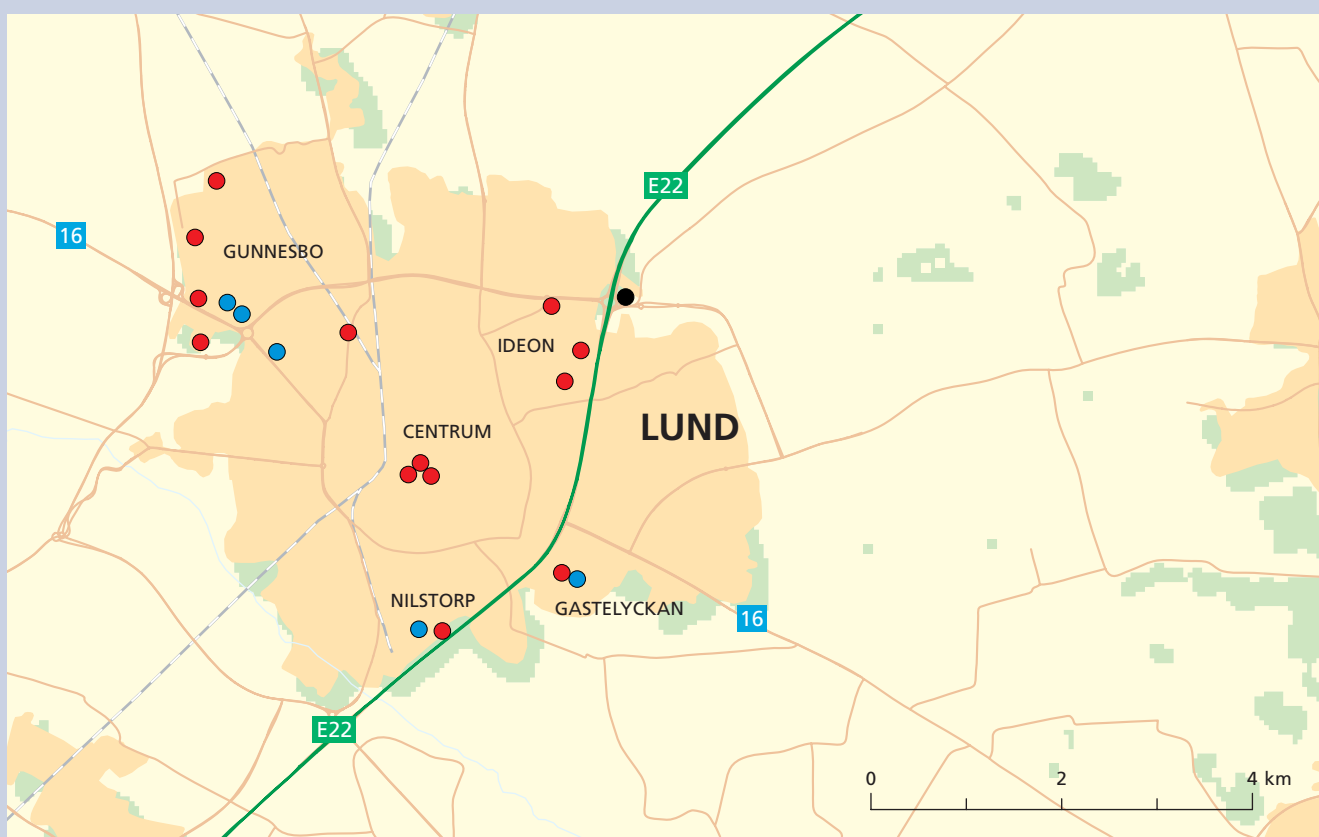 E22
16
GUNNESBO
IDEON
LUND
CENTRUM
NILSTORP
GASTELYCKAN
16
E22
0 2 4 km